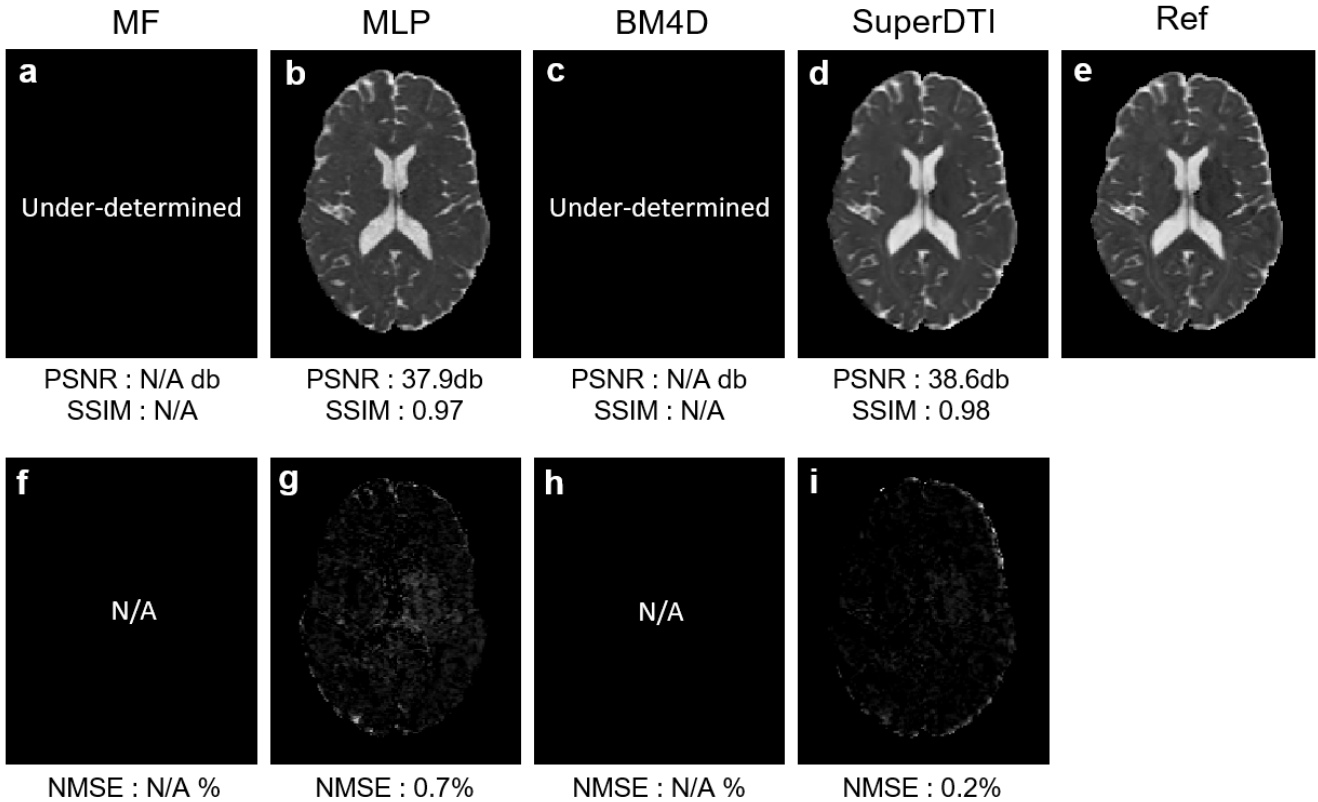 MF MLP BM4D SuperDTI Ref
a b c d e
Under-determined Under-determined
PSNR : N/A db PSNR : 37.9db PSNR : N/A db PSNR : 38.6db
SSIM : N/A SSIM : 0.97 SSIM : N/A SSIM : 0.98
f g h i
N/A N/A
NMSE : N/A % NMSE : 0.7% NMSE : N/A % NMSE : 0.2%